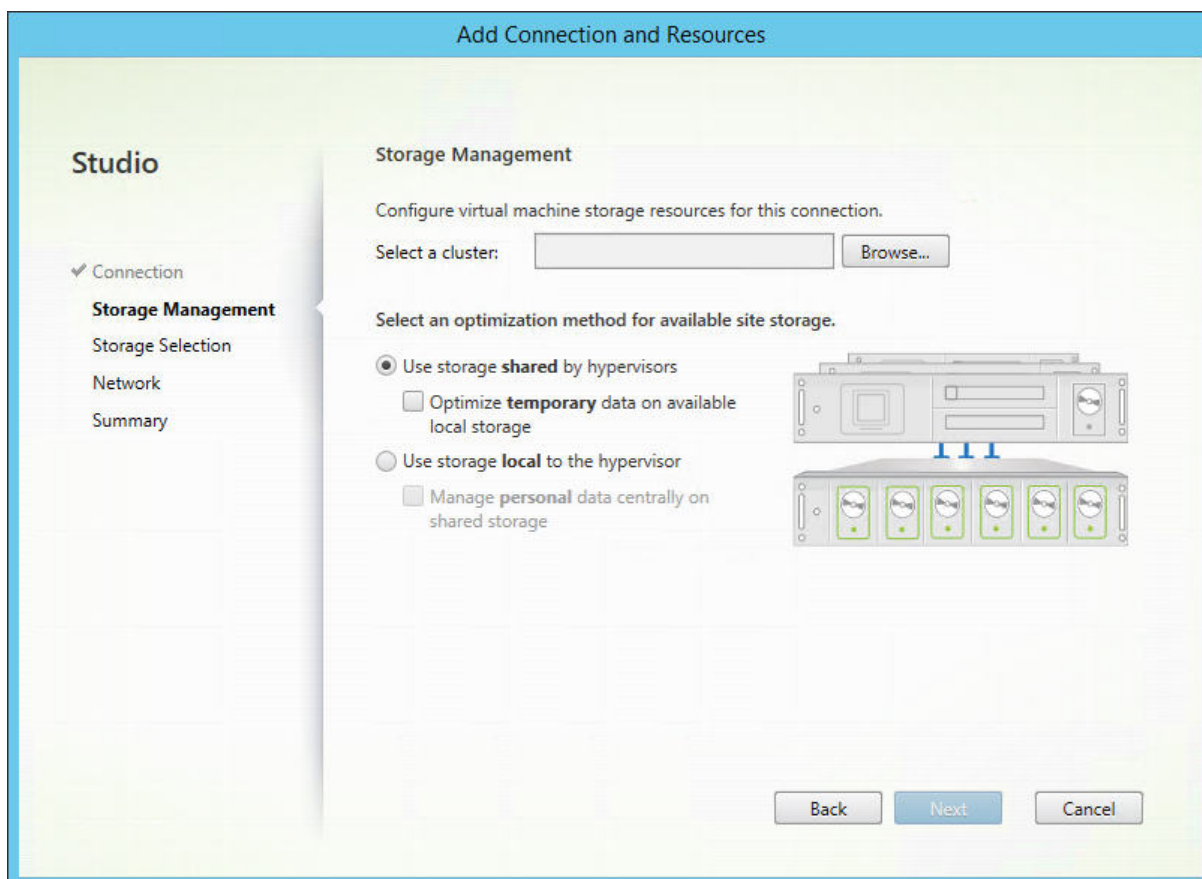 Add Connection and Resources
Studio
Connection
Storage Management
Storage Selection
Network
Summary
Storage Management
Configure virtual machine storage resources for this connection.
Select a cluster:
Browse...
Select an optimization method for available site storage.
Use storage shared by hypervisors
Optimize temporary data on available
local storage
Use storage local to the hypervisor
Manage personal data centrally on
shared storage
Back
Next
Cancel